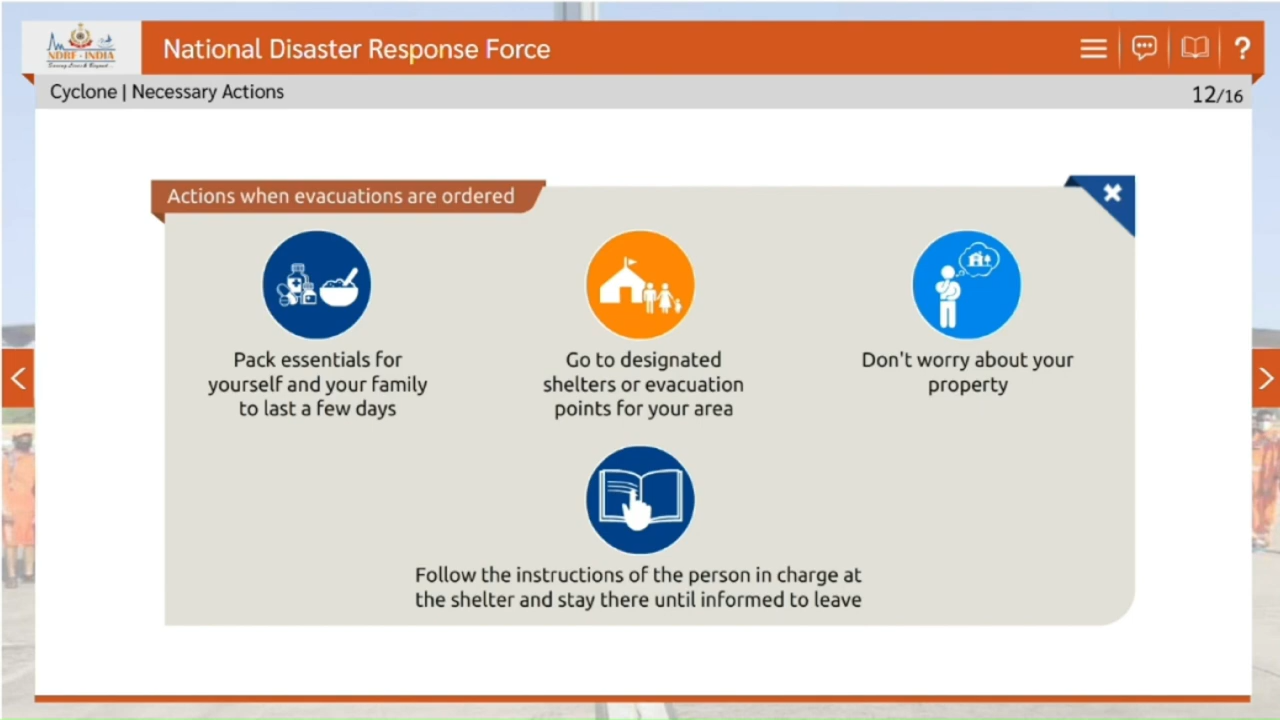 NDRF - INDIA
National Disaster Response Force
?
Cyclone | Necessary Actions
12/16
Actions when evacuations are ordered
Pack essentials for
yourself and your family
to last a few days
Go to designated
shelters or evacuation
points for your area
Don't worry about your
property
Follow the instructions of the person in charge at
the shelter and stay there until informed to leave